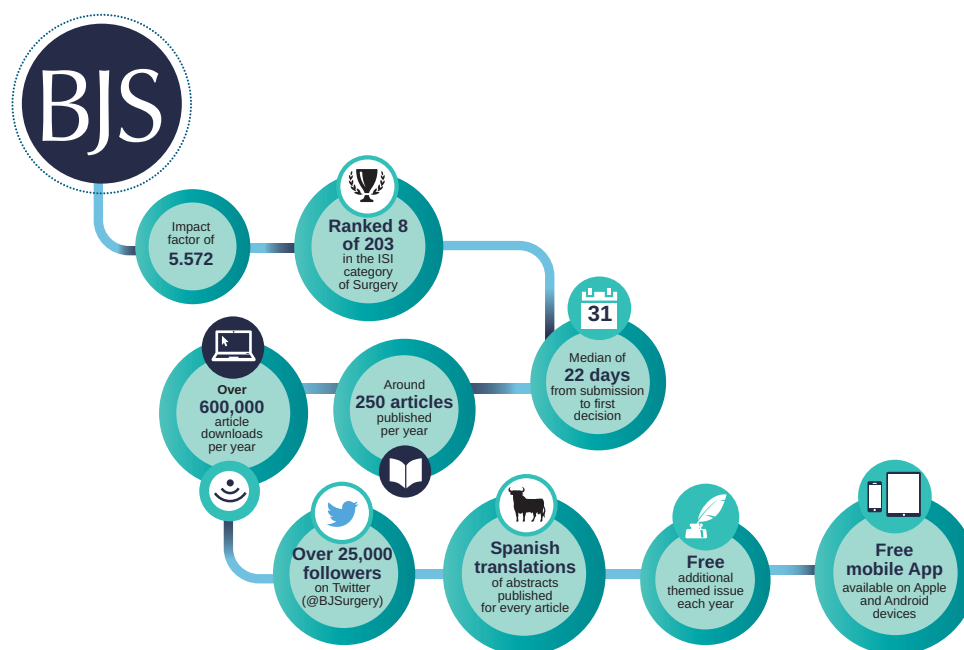 BJS
Impact
factor of
5.572
Ranked 8
of 203
in the ISI
category
of Surgery
31
Median of
22 days
from submission
to first
decision
Around
250 articles
published
per year
Over
600,000
article
downloads
per year
Over 25,000
followers
on Twitter
(@BJSurgery)
Spanish
translations
of abstracts
published
for every article
Free
additional
themed issue
each year
Free
mobile App
available on Apple
and Android
devices